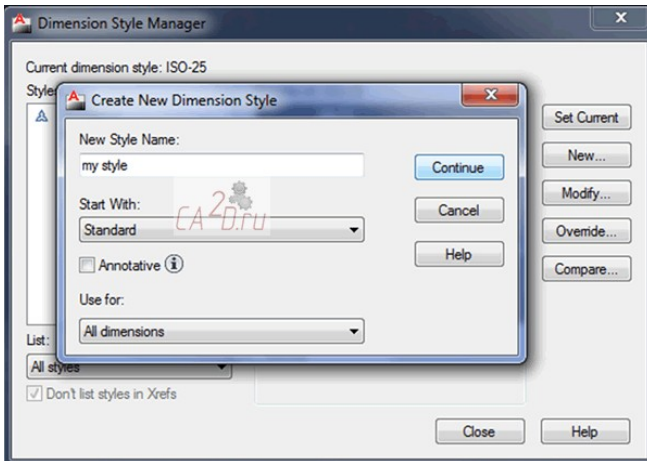 Dimension Style Manager
Current dimension style: ISO-25
Styles
Create New Dimension Style
New Style Name:
my style
Start With:
Standard
Annotative
Use for:
All dimensions
Continue
Cancel
Help
CA2D.ru
Set Current
New...
Modify...
Override...
Compare...
List:
All styles
Don't list styles in Xrefs
Close
Help